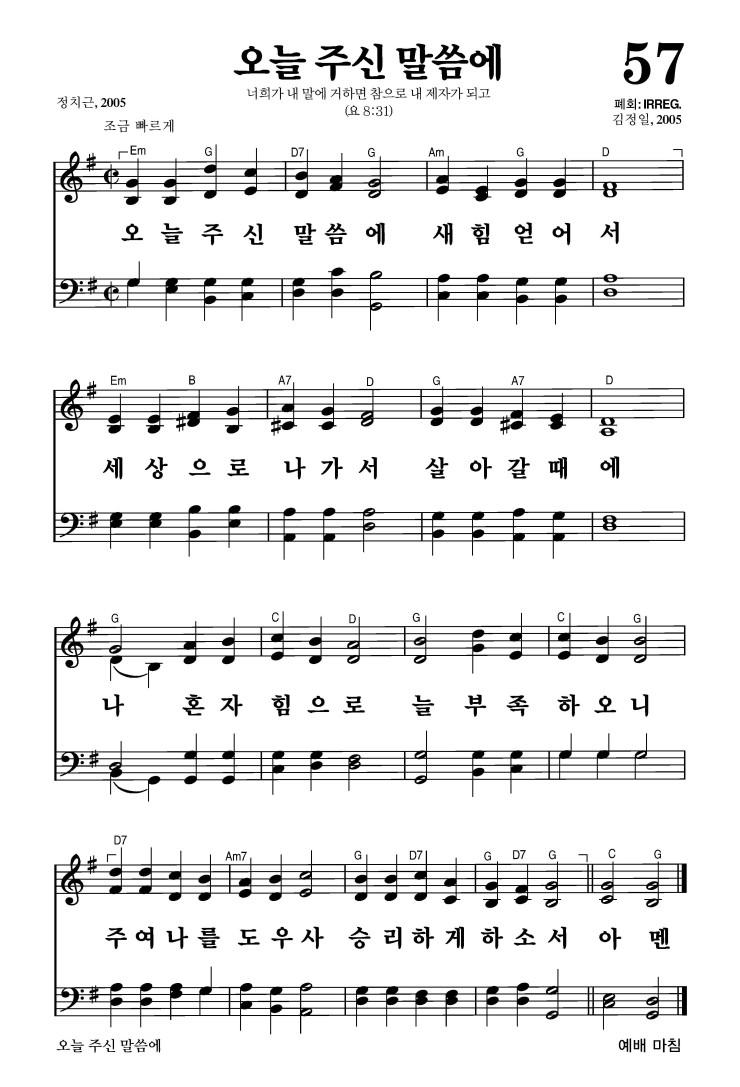 오늘 주신 말씀에
57
너희가 내 말에 거하면 참으로 내 제자가 되고
(요 8:31)
정치근, 2005
폐회: IRREG.
김정일, 2005
조금 빠르게
Em G D7 G Am G D
오 늘 주 신 말 씀 에 새 힘 얻 어 서
Em B A7 D G A7 D
세 상 으 로 나 가 서 살 아 갈 때 에
G C D G C G
나 혼 자 힘 으 로 늘 부 족 하 오 니
D7 Am7 G D7 G D7 G C G
주 여 나 를 도 우 사 승 리 하 게 하 소 서 아 멘
오늘 주신 말씀에
예배 마침